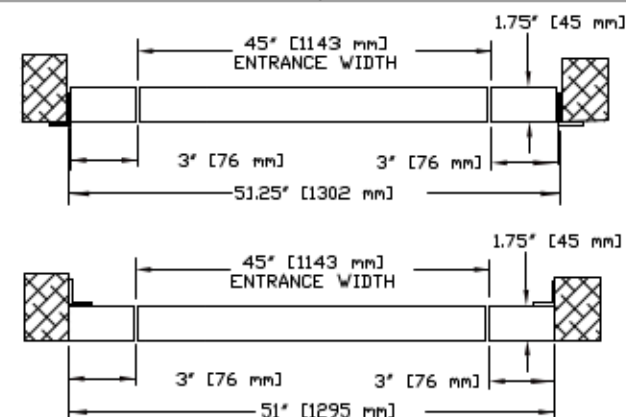 1.75" [45 mm]
45" [1143 mm]
ENTRANCE WIDTH
3" [76 mm] 3" [76 mm]
51.25" [1302 mm]
1.75" [45 mm]
45" [1143 mm]
ENTRANCE WIDTH
3" [76 mm] 3" [76 mm]
51" [1295 mm]